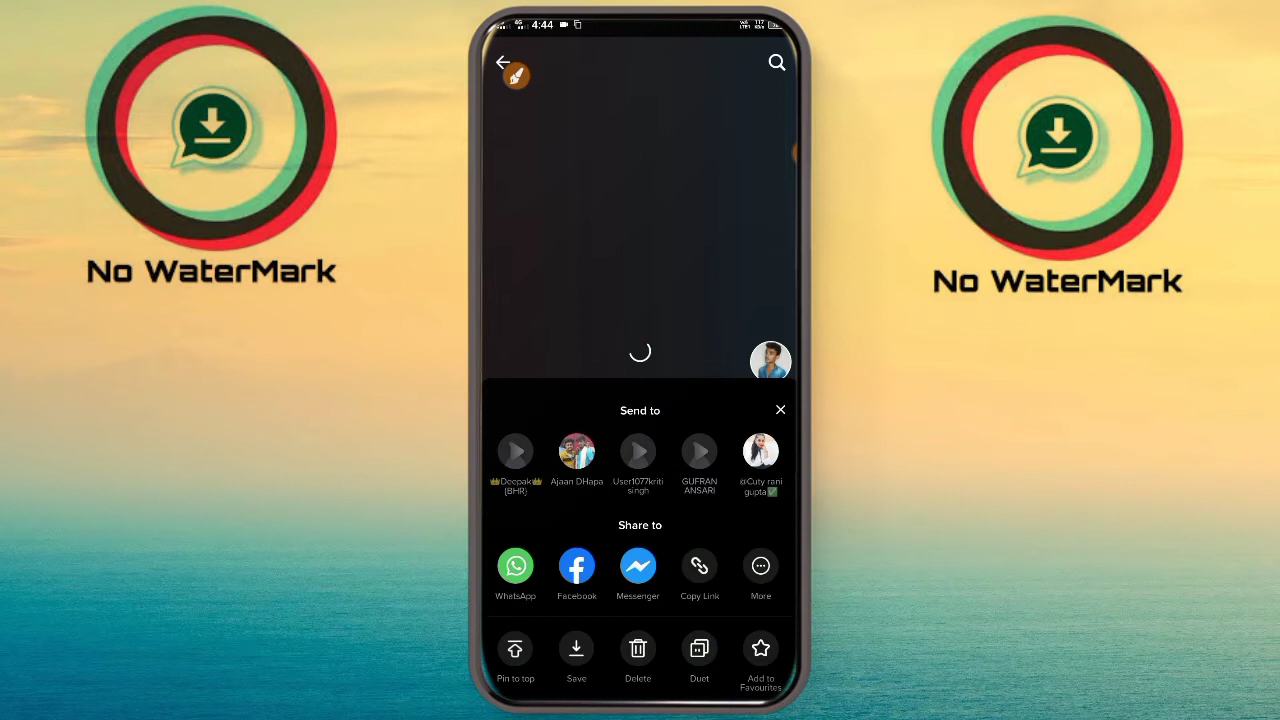 4G 4:44
No WaterMark
No WaterMark
Send to
👑Deepak👑
{BHR}
Ajaan DHapa
User1077kriti
singh
GUFRAN
ANSARI
@Cuty rani
gupta✅
Share to
WhatsApp
Facebook
Messenger
Copy Link
More
Pin to top
Save
Delete
Duet
Add to
Favourites